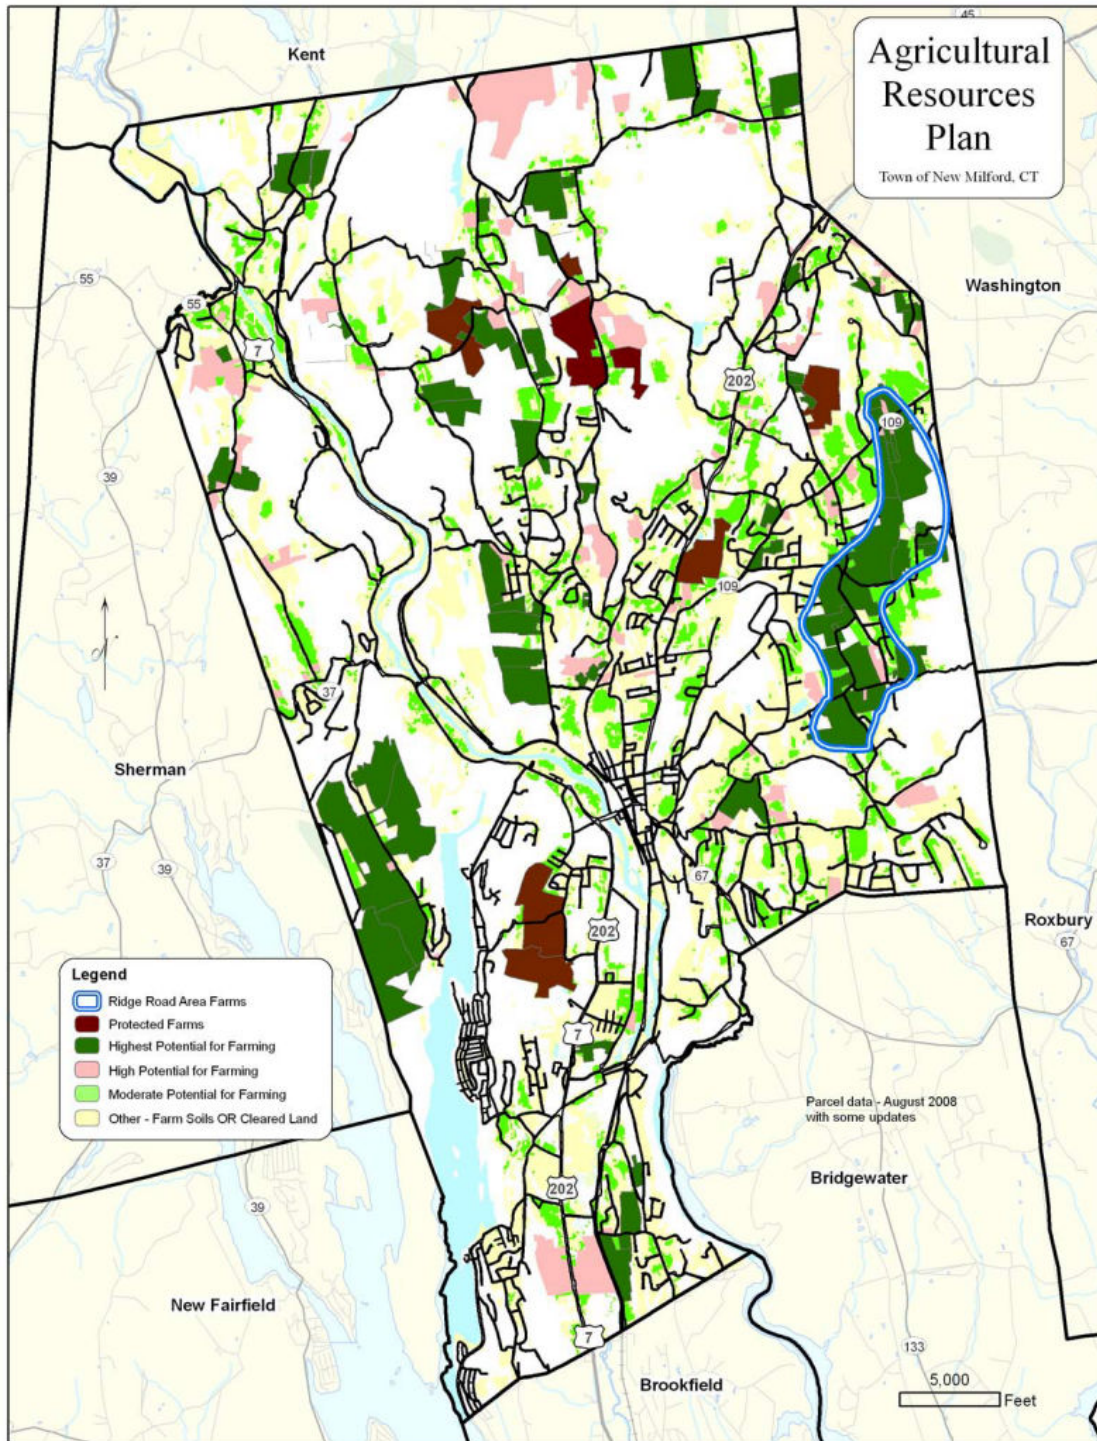 45
Kent
Agricultural
Resources
Plan
Town of New Milford, CT
Washington
55
55
7
202
109
39
109
37
Sherman
37
39
67
202
Roxbury
67
Legend
Ridge Road Area Farms
Protected Farms
Highest Potential for Farming
High Potential for Farming
Moderate Potential for Farming
Other - Farm Soils OR Cleared Land
7
Parcel data - August 2008
with some updates
Bridgewater
202
39
New Fairfield
7
133
Brookfield
5,000
Feet